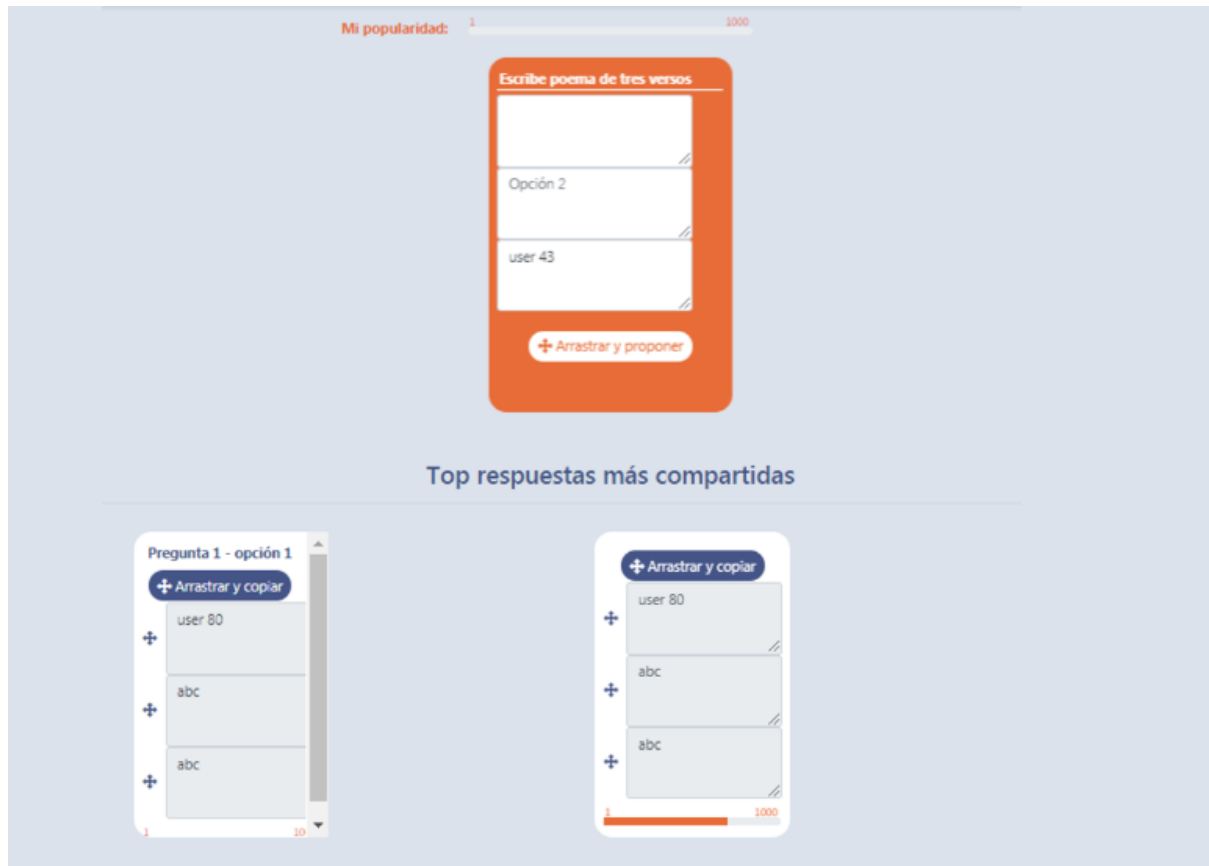 Mi popularidad: 1 1000
Escribe poema de tres versos
Opción 2
user 43
Arrastrar y proponer
Top respuestas más compartidas
Pregunta 1 - opción 1
Arrastrar y copiar
user 80
abc
abc
1 10
Arrastrar y copiar
user 80
abc
abc
1 1000